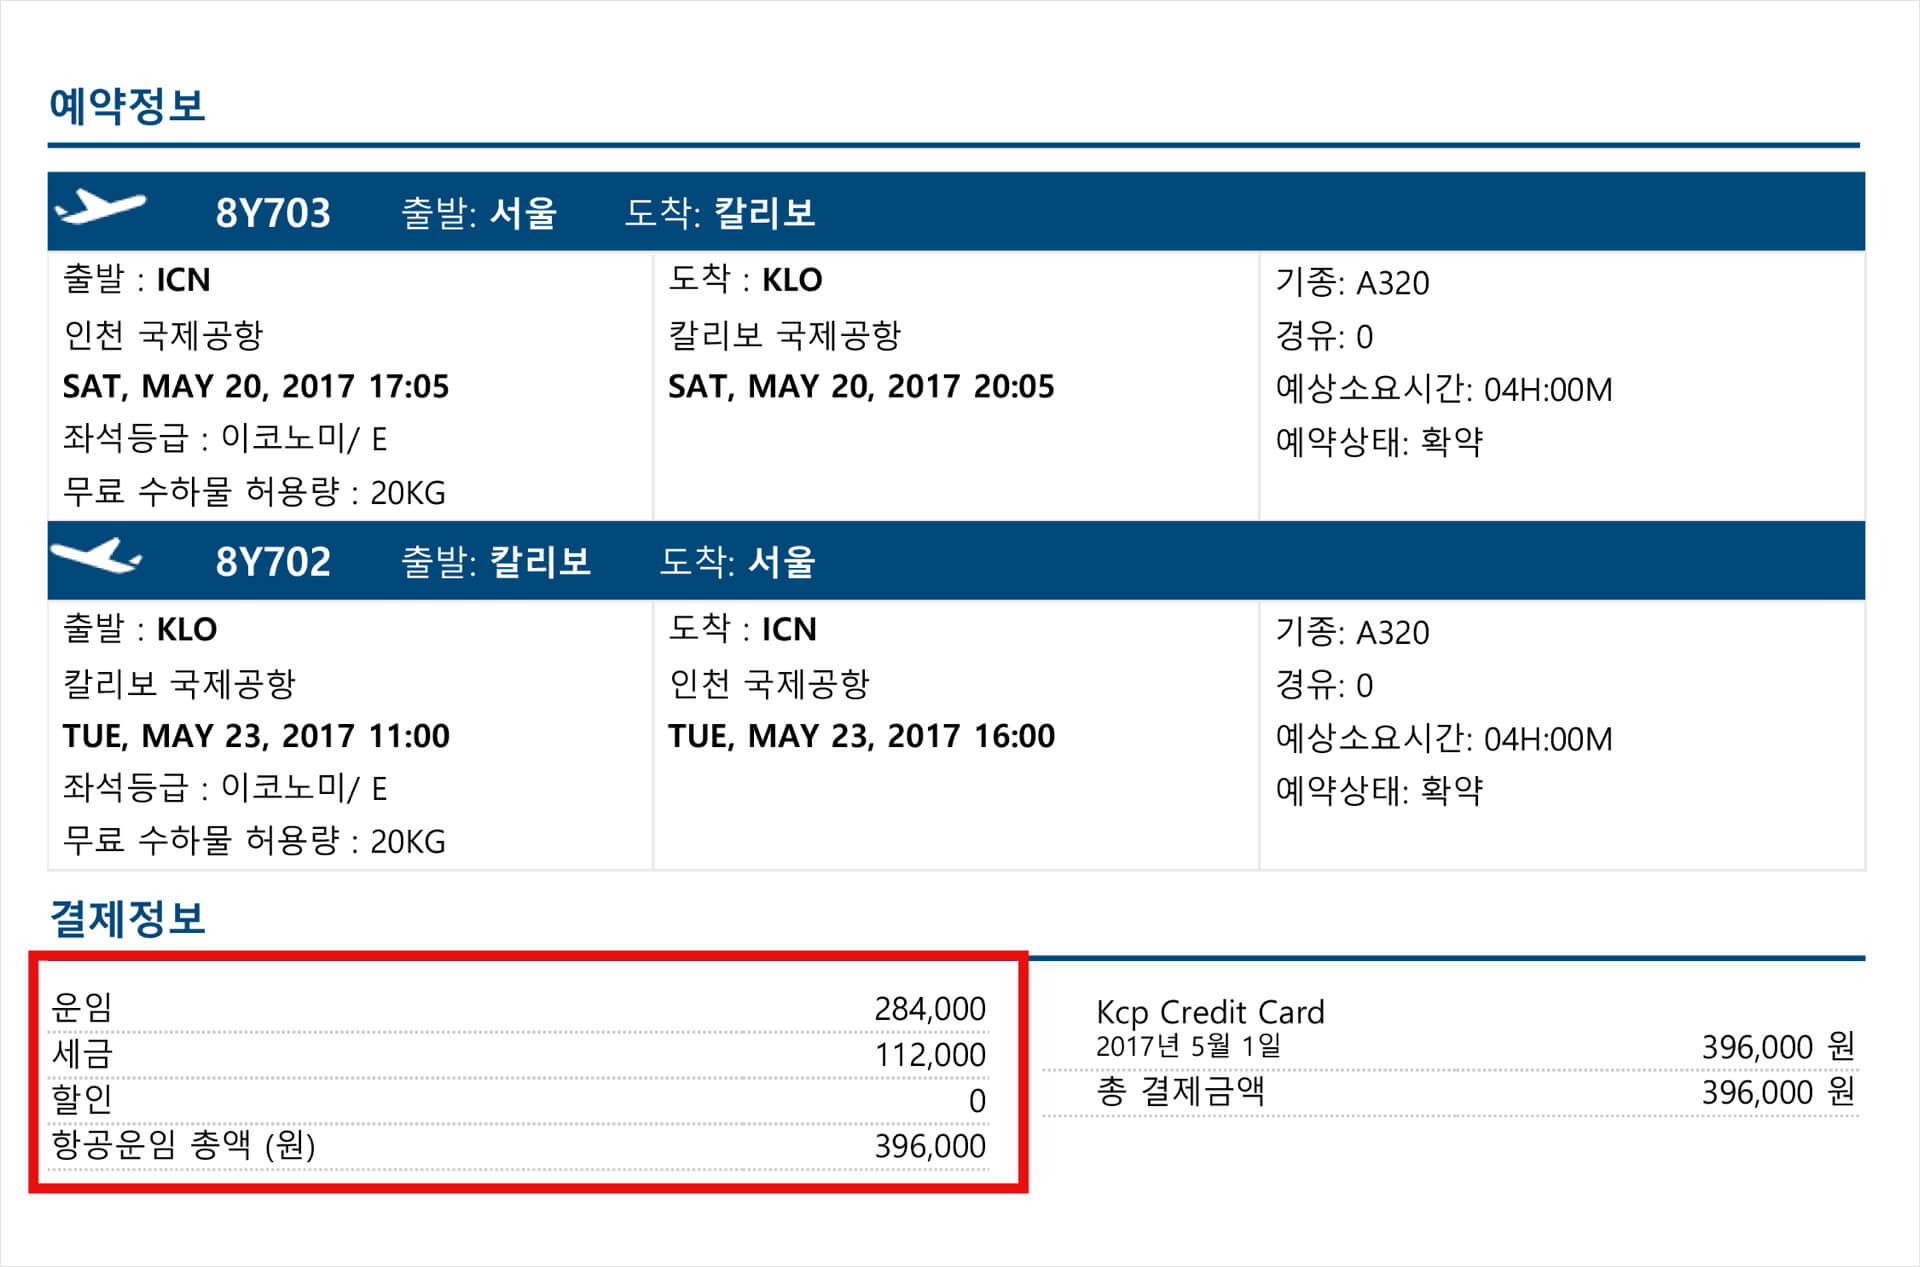 예약정보
8Y703 출발: 서울 도착: 칼리보
출발 : ICN
인천 국제공항
SAT, MAY 20, 2017 17:05
좌석등급 : 이코노미/ E
무료 수하물 허용량 : 20KG
도착 : KLO
칼리보 국제공항
SAT, MAY 20, 2017 20:05
기종: A320
경유: 0
예상소요시간: 04H:00M
예약상태: 확약
8Y702 출발: 칼리보 도착: 서울
출발 : KLO
칼리보 국제공항
TUE, MAY 23, 2017 11:00
좌석등급 : 이코노미/ E
무료 수하물 허용량 : 20KG
도착 : ICN
인천 국제공항
TUE, MAY 23, 2017 16:00
기종: A320
경유: 0
예상소요시간: 04H:00M
예약상태: 확약
결제정보
운임 284,000
세금 112,000
할인 0
항공운임 총액 (원) 396,000
Kcp Credit Card
2017년 5월 1일 396,000 원
총 결제금액 396,000 원